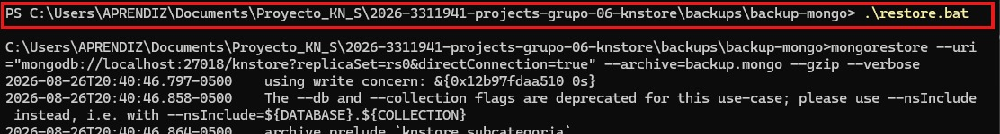 PS C:\Users\APRENDIZ\Documents\Proyecto_KN_S\2026-3311941-projects-grupo-06-knstore\backups\backup-mongo> .\restore.bat
C:\Users\APRENDIZ\Documents\Proyecto_KN_S\2026-3311941-projects-grupo-06-knstore\backups\backup-mongo>mongorestore --uri
="mongodb://localhost:27018/knstore?replicaSet=rs0&directConnection=true" --archive=backup.mongo --gzip --verbose
2026-08-26T20:40:46.797-0500    using write concern: &{0x12b97fdaa510 0s}
2026-08-26T20:40:46.858-0500    The --db and --collection flags are deprecated for this use-case; please use --nsInclude
 instead, i.e. with --nsInclude=${DATABASE}.${COLLECTION}
2026-08-26T20:40:46.864-0500    archive prelude `knstore.subcategoria`